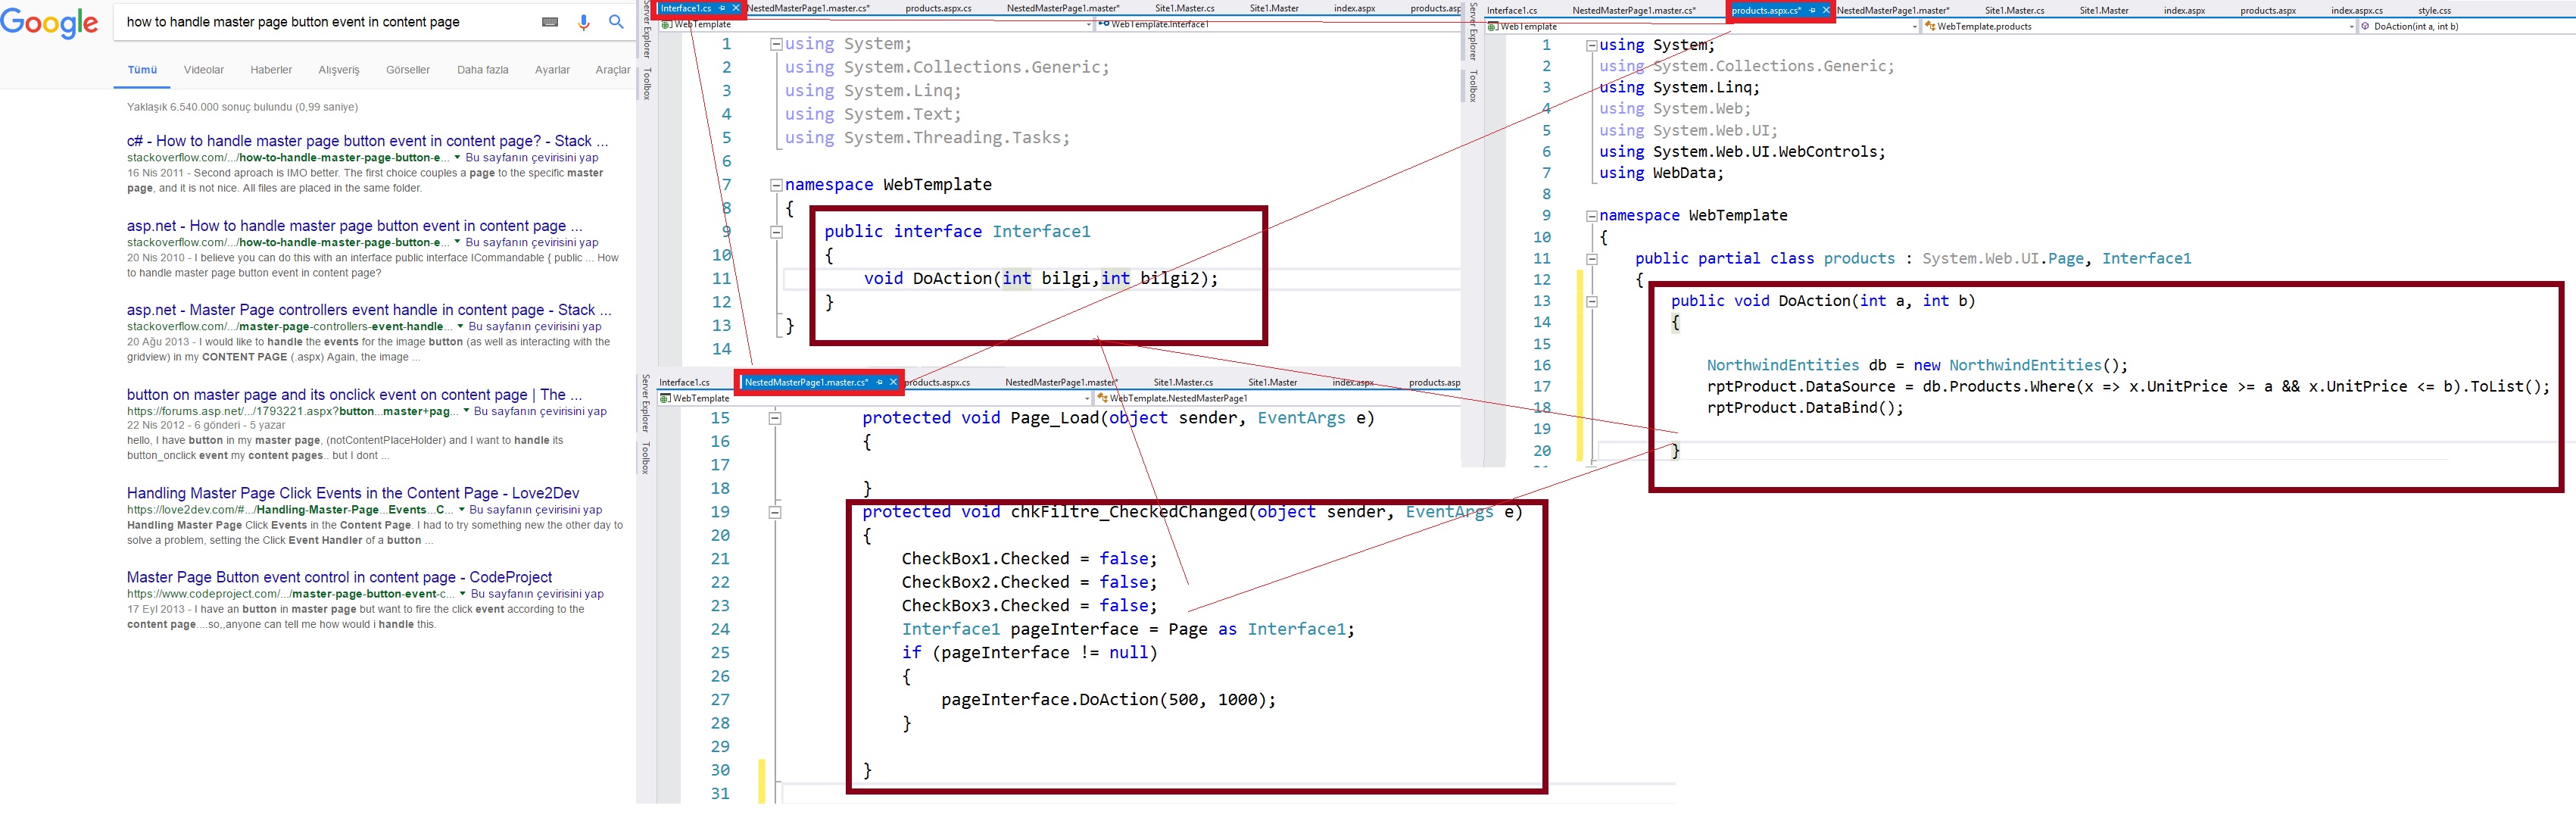 Google
how to handle master page button event in content page
Tümü Videolar Haberler Alışveriş Görseller Daha fazla Ayarlar Araçlar
Yaklaşık 6.540.000 sonuç bulundu (0,99 saniye)
c# - How to handle master page button event in content page? - Stack ...
stackoverflow.com/.../how-to-handle-master-page-button-e... Bu sayfanın çevirisini yap
16 Nis 2011 - Second aproach is IMO better. The first choice couples a page to the specific master
page, and it is not nice. All files are placed in the same folder.
asp.net - How to handle master page button event in content page ...
stackoverflow.com/.../how-to-handle-master-page-button-e... Bu sayfanın çevirisini yap
20 Nis 2010 - I believe you can do this with an interface public interface ICommandable { public ... How
to handle master page button event in content page?
asp.net - Master Page controllers event handle in content page - Stack ...
stackoverflow.com/.../master-page-controllers-event-handle... Bu sayfanın çevirisini yap
20 Ağu 2013 - I would like to handle the events for the image button (as well as interacting with the
gridview) in my CONTENT PAGE (.aspx) Again, the image ...
button on master page and its onclick event on content page | The ...
https://forums.asp.net/.../1793221.aspx?button...master+pag... Bu sayfanın çevirisini yap
22 Nis 2012 - 6 gönderi - 5 yazar
hello, I have button in my master page, (notContentPlaceHolder) and I want to handle its
button_onclick event my content pages.. but I dont ...
Handling Master Page Click Events in the Content Page - Love2Dev
https://love2dev.com/#.../Handling-Master-Page...Events...C... Bu sayfanın çevirisini yap
Handling Master Page Click Events in the Content Page. I had to try something new the other day to
solve a problem, setting the Click Event Handler of a button ...
Master Page Button event control in content page - CodeProject
https://www.codeproject.com/.../master-page-button-event-c... Bu sayfanın çevirisini yap
17 Eyl 2013 - I have an button in master page but want to fire the click event according to the
content page....so,,anyone can tell me how would i handle this.
Server Explorer
Toolbox
Interface1.cs NestedMasterPage1.master.cs* products.aspx.cs NestedMasterPage1.master* Site1.Master.cs Site1.Master index.aspx products.asp
WebTemplate WebTemplate.Interface1
1 using System;
2 using System.Collections.Generic;
3 using System.Linq;
4 using System.Text;
5 using System.Threading.Tasks;
6
7 namespace WebTemplate
8 {
9 public interface Interface1
10 {
11 void DoAction(int bilgi,int bilgi2);
12 }
13 }
14
Server Explorer
Toolbox
Interface1.cs NestedMasterPage1.master.cs* products.aspx.cs NestedMasterPage1.master* Site1.Master.cs Site1.Master index.aspx products.asp
WebTemplate WebTemplate.NestedMasterPage1
15 protected void Page_Load(object sender, EventArgs e)
16 {
17
18 }
19 protected void chkFiltre_CheckedChanged(object sender, EventArgs e)
20 {
21 CheckBox1.Checked = false;
22 CheckBox2.Checked = false;
23 CheckBox3.Checked = false;
24 Interface1 pageInterface = Page as Interface1;
25 if (pageInterface != null)
26 {
27 pageInterface.DoAction(500, 1000);
28 }
29
30 }
31
Server Explorer
Toolbox
Interface1.cs NestedMasterPage1.master.cs* products.aspx.cs* NestedMasterPage1.master* Site1.Master.cs Site1.Master index.aspx products.aspx index.aspx.cs style.css
WebTemplate WebTemplate.products DoAction(int a, int b)
1 using System;
2 using System.Collections.Generic;
3 using System.Linq;
4 using System.Web;
5 using System.Web.UI;
6 using System.Web.UI.WebControls;
7 using WebData;
8
9 namespace WebTemplate
10 {
11 public partial class products : System.Web.UI.Page, Interface1
12 {
13 public void DoAction(int a, int b)
14 {
15
16 NorthwindEntities db = new NorthwindEntities();
17 rptProduct.DataSource = db.Products.Where(x => x.UnitPrice >= a && x.UnitPrice <= b).ToList();
18 rptProduct.DataBind();
19
20 }